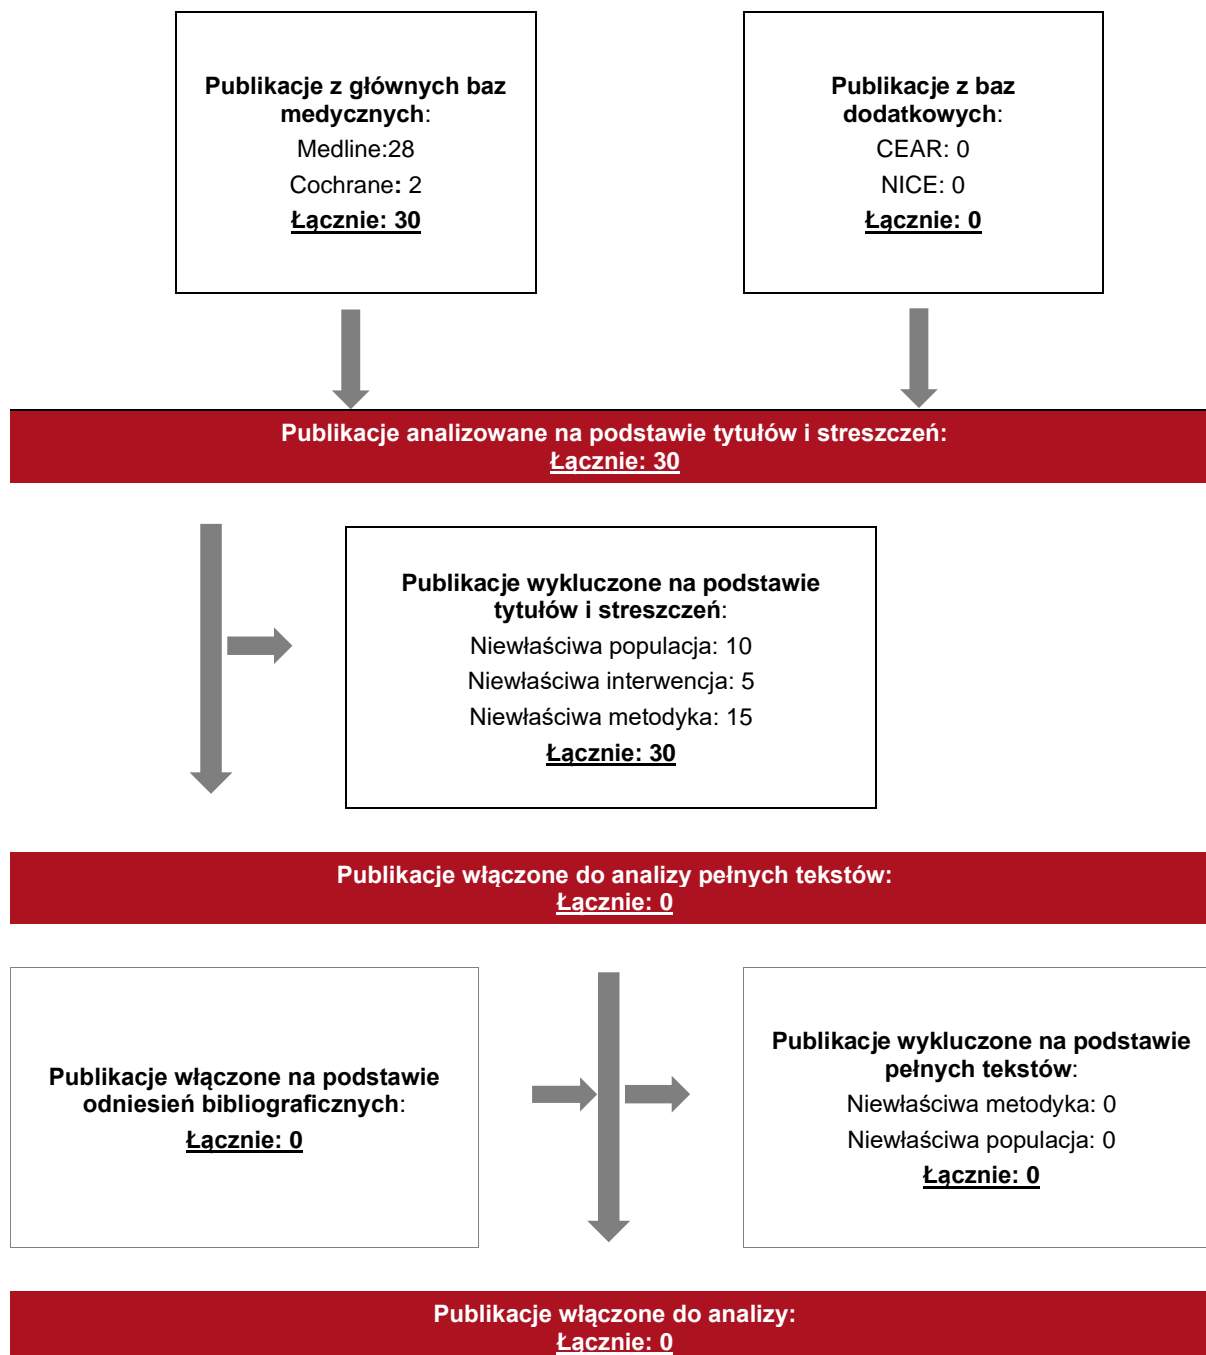 Publikacje z głównych baz
medycznych:
Medline:28
Cochrane: 2
Łącznie: 30
Publikacje z baz
dodatkowych:
CEAR: 0
NICE: 0
Łącznie: 0
Publikacje analizowane na podstawie tytułów i streszczeń:
Łącznie: 30
Publikacje wykluczone na podstawie
tytułów i streszczeń:
Niewłaściwa populacja: 10
Niewłaściwa interwencja: 5
Niewłaściwa metodyka: 15
Łącznie: 30
Publikacje włączone do analizy pełnych tekstów:
Łącznie: 0
Publikacje włączone na podstawie
odniesień bibliograficznych:
Łącznie: 0
Publikacje wykluczone na podstawie
pełnych tekstów:
Niewłaściwa metodyka: 0
Niewłaściwa populacja: 0
Łącznie: 0
Publikacje włączone do analizy:
Łącznie: 0